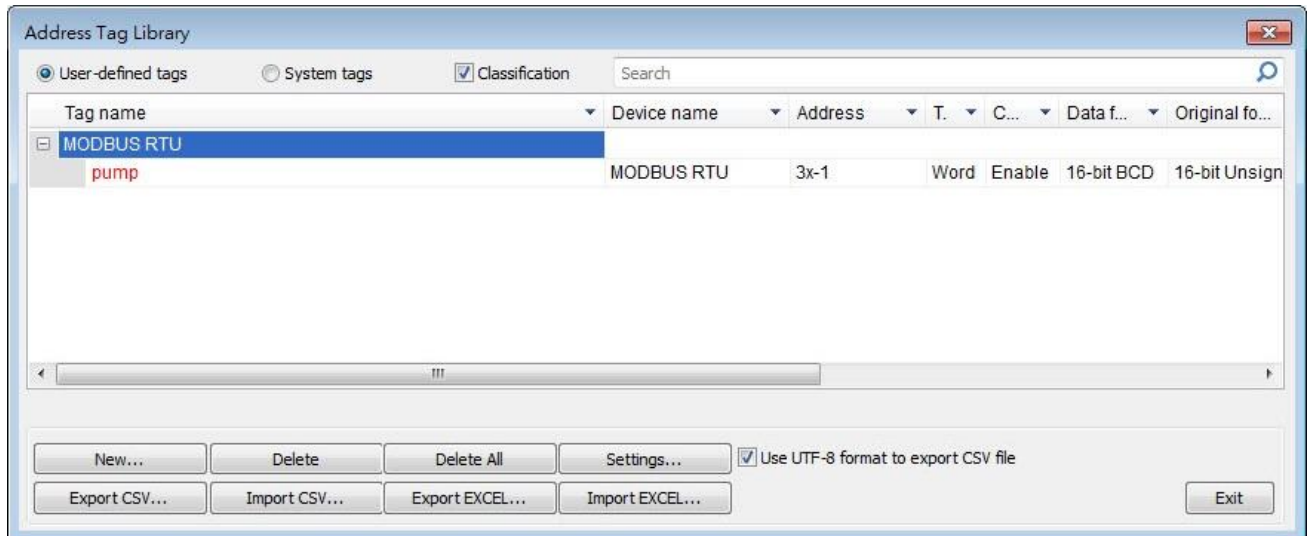 Address Tag Library
User-defined tags System tags Classification Search
Tag name Device name Address T. C... Data f... Original fo...
MODBUS RTU
pump MODBUS RTU 3x-1 Word Enable 16-bit BCD 16-bit Unsign
New... Delete Delete All Settings... Use UTF-8 format to export CSV file
Export CSV... Import CSV... Export EXCEL... Import EXCEL... Exit